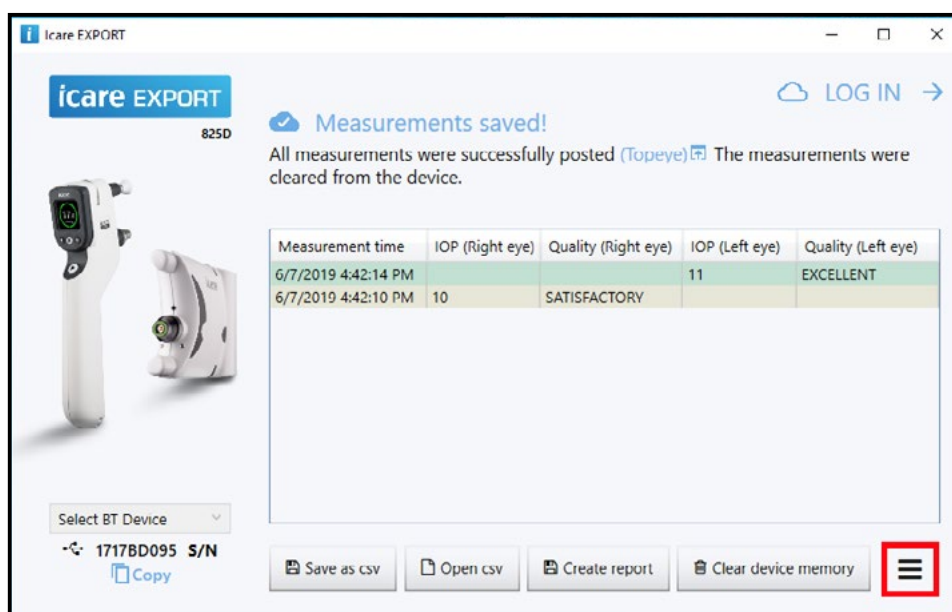 Icare EXPORT
icare EXPORT
825D
LOG IN
Measurements saved!
All measurements were successfully posted (Topeye) The measurements were
cleared from the device.
Measurement time IOP (Right eye) Quality (Right eye) IOP (Left eye) Quality (Left eye)
6/7/2019 4:42:14 PM 11 EXCELLENT
6/7/2019 4:42:10 PM 10 SATISFACTORY
Select BT Device
1717BD095 S/N
Copy
Save as csv Open csv Create report Clear device memory